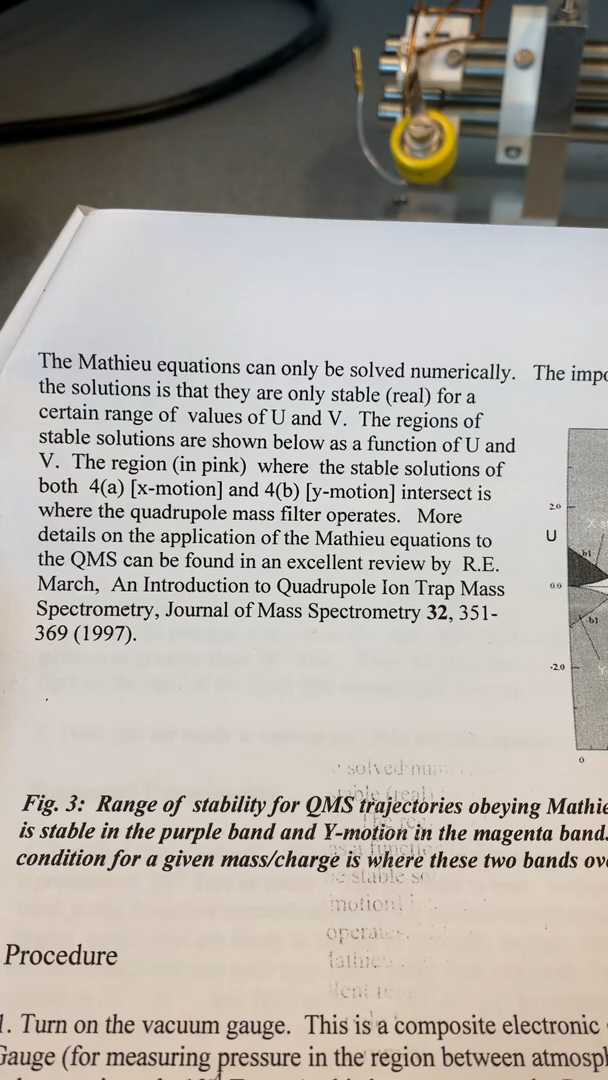 The Mathieu equations can only be solved numerically. The impo
the solutions is that they are only stable (real) for a
certain range of values of U and V. The regions of
stable solutions are shown below as a function of U and
V. The region (in pink) where the stable solutions of
both 4(a) [x-motion] and 4(b) [y-motion] intersect is
where the quadrupole mass filter operates. More
details on the application of the Mathieu equations to
the QMS can be found in an excellent review by R.E.
March, An Introduction to Quadrupole Ion Trap Mass
Spectrometry, Journal of Mass Spectrometry 32, 351-
369 (1997).
2.0
U
b1
0.0
b1
-2.0
0
solved
Fig. 3: Range of stability for QMS trajectories obeying Mathie
is stable in the purple band and Y-motion in the magenta band.
condition for a given mass/charge is where these two bands ov
stable so
motion]
operates.
Procedure
1. Turn on the vacuum gauge. This is a composite electronic
Gauge (for measuring pressure in the region between atmosph